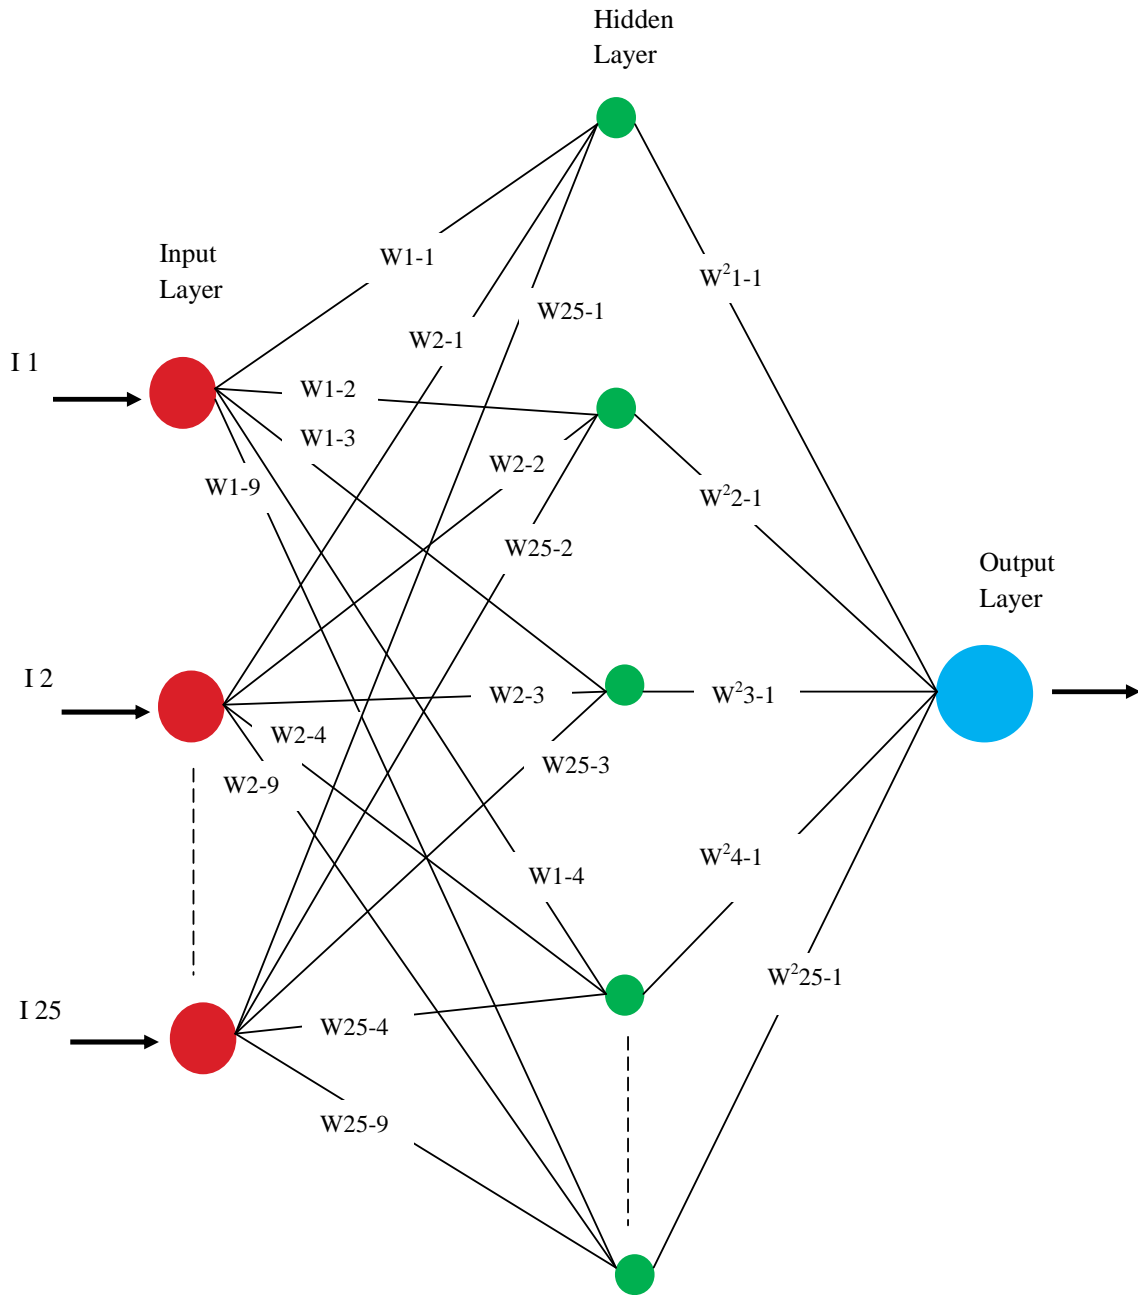 Hidden
Layer
Input
Layer
W1-1
W²1-1
W25-1
W2-1
I 1
W1-2
W1-3
W2-2
W1-9
W²2-1
W25-2
Output
Layer
I 2
W2-3
W²3-1
W2-4
W25-3
W2-9
W²4-1
W1-4
W²25-1
I 25
W25-4
W25-9